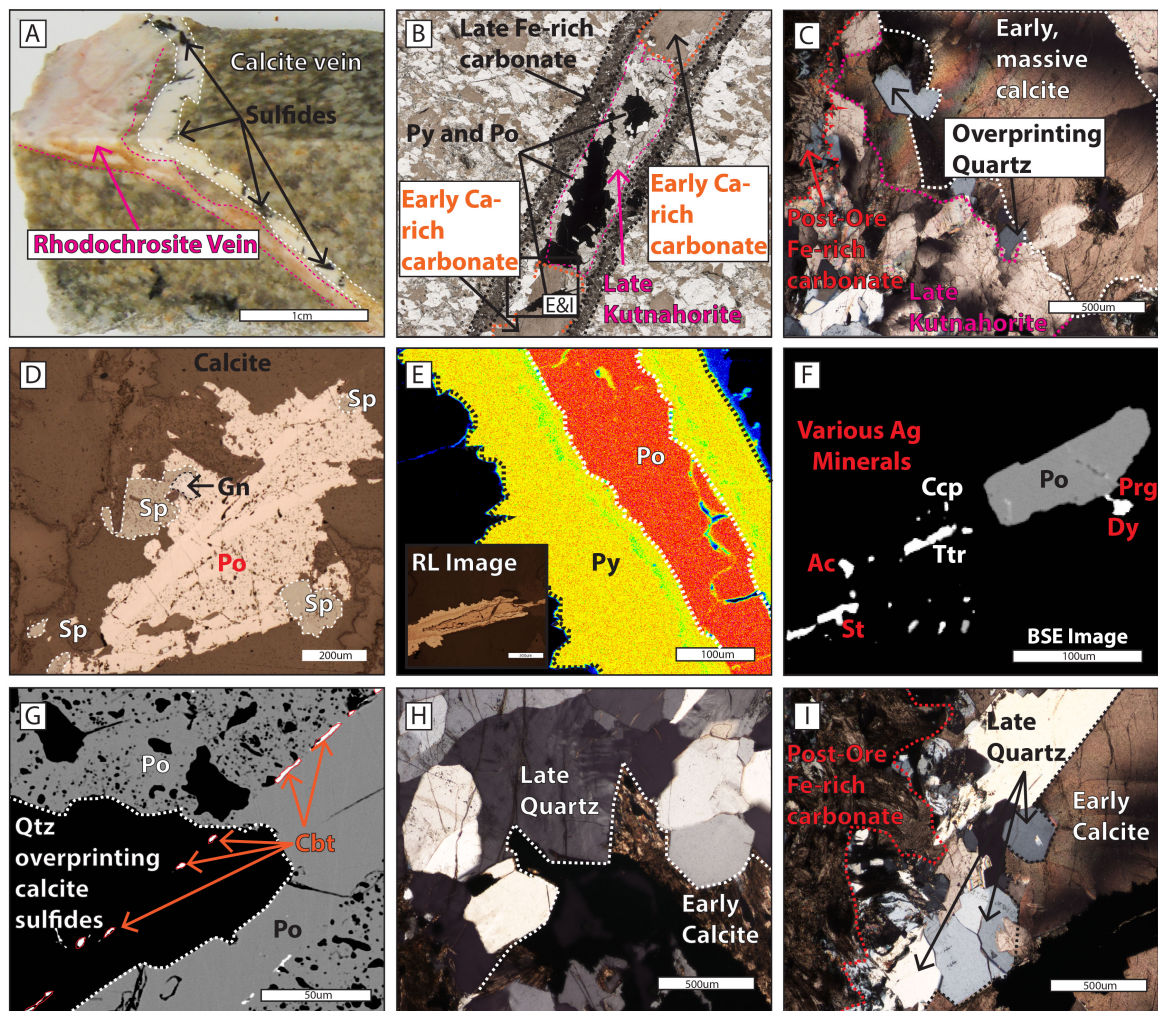 A
Calcite vein
Sulfides
Rhodochrosite Vein
1cm
B
Late Fe-rich
carbonate
Py and Po
Early Ca-
rich
carbonate
Early Ca-
rich
carbonate
E&I
Late
Kutnahorite
C
Early,
massive
calcite
Overprinting
Quartz
Post-Ore
Fe-rich
carbonate
Late
Kutnahorite
500um
D
Calcite
Sp
Gn
Sp
Po
Sp
Sp
200um
E
Po
Py
RL Image
100um
F
Various Ag
Minerals
Ccp
Po
Prg
Dy
Ttr
Ac
St
BSE Image
100um
G
Po
Qtz
overprinting
calcite
sulfides
Cbt
Po
50um
H
Late
Quartz
Early
Calcite
500um
I
Late
Quartz
Post-Ore
Fe-rich
carbonate
Early
Calcite
500um